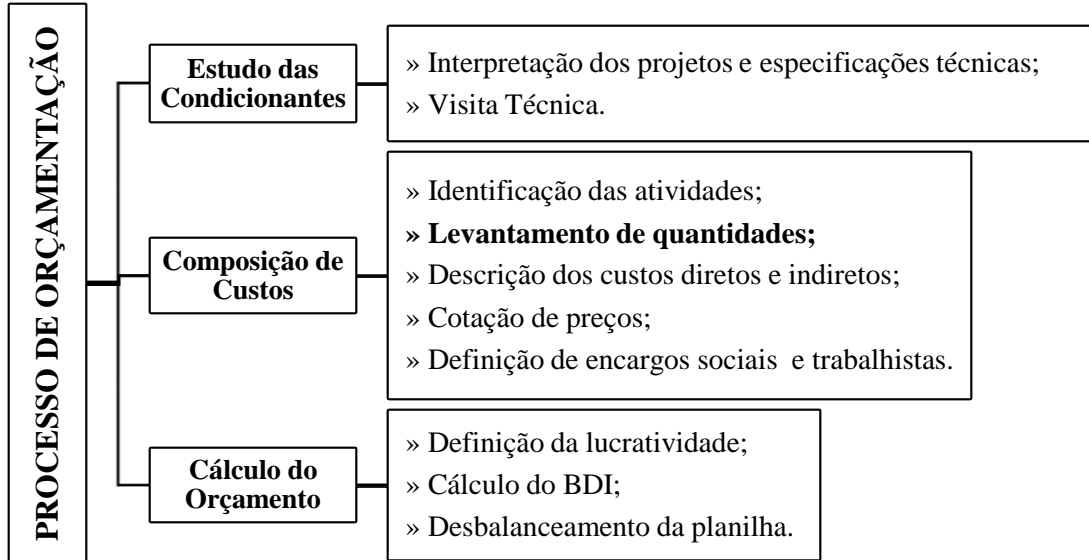 PROCESSO DE ORÇAMENTAÇÃO
Estudo das
Condicionantes
» Interpretação dos projetos e especificações técnicas;
» Visita Técnica.
Composição de
Custos
» Identificação das atividades;
» Levantamento de quantidades;
» Descrição dos custos diretos e indiretos;
» Cotação de preços;
» Definição de encargos sociais e trabalhistas.
Cálculo do
Orçamento
» Definição da lucratividade;
» Cálculo do BDI;
» Desbalanceamento da planilha.